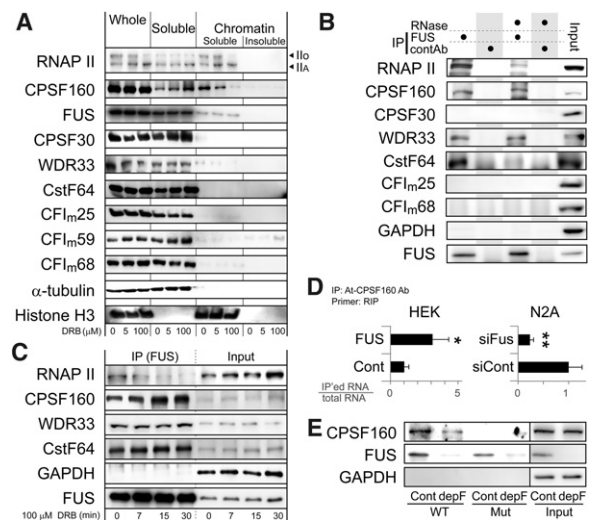 A
Whole
Soluble
Chromatin
Soluble Insoluble
RNAP II
IIO
IIA
CPSF160
FUS
CPSF30
WDR33
CstF64
CFIm25
CFIm59
CFIm68
α-tubulin
Histone H3
DRB (μM) 0 5 100 0 5 100 0 5 100 0 5 100
B
RNase
IP FUS
contAb
Input
RNAP II
CPSF160
CPSF30
WDR33
CstF64
CFIm25
CFIm68
GAPDH
FUS
C
IP (FUS) Input
RNAP II
CPSF160
WDR33
CstF64
GAPDH
FUS
100 μM DRB (min) 0 7 15 30 0 7 15 30
D
IP: At-CPSF160 Ab
Primer: RIP
HEK
N2A
FUS *
Cont
siFus **
siCont
IP'ed RNA
total RNA
0 5
0 1
E
CPSF160
FUS
GAPDH
Cont depF Cont depF Cont depF
WT Mut Input